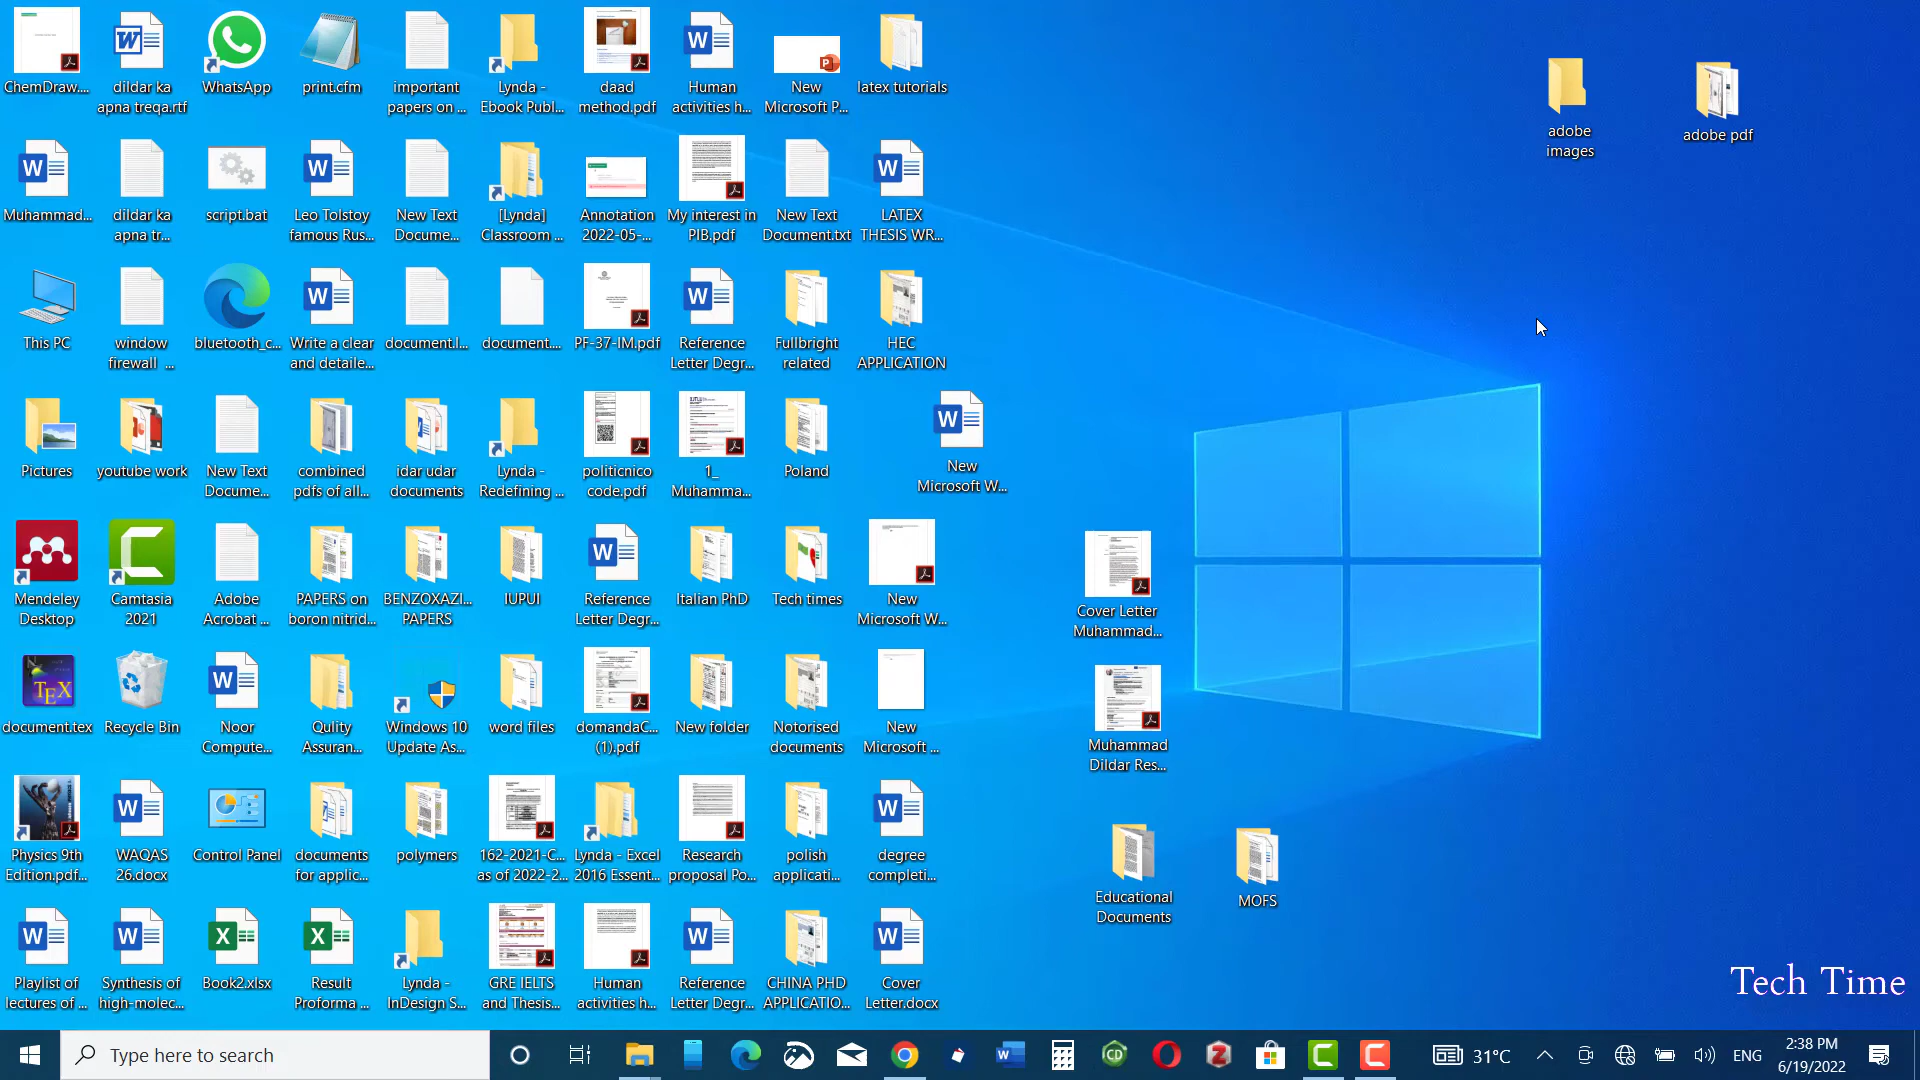 ChemDraw....
dildar ka
apna treqa.rtf
WhatsApp
print.cfm
important
papers on ...
Lynda -
Ebook Publ...
daad
method.pdf
Human
activities h...
New
Microsoft P...
latex tutorials
adobe
images
adobe pdf
Muhammad...
dildar ka
apna tr...
script.bat
Leo Tolstoy
famous Rus...
New Text
Docume...
[Lynda]
Classroom ...
Annotation
2022-05-...
My interest in
PIB.pdf
New Text
Document.txt
LATEX
THESIS WR...
This PC
window
firewall ...
bluetooth_c...
Write a clear
and detaile...
document.l...
document....
PF-37-IM.pdf
Reference
Letter Degr...
Fullbright
related
HEC
APPLICATION
Pictures
youtube work
New Text
Docume...
combined
pdfs of all...
idar udar
documents
Lynda -
Redefining ...
politicnico
code.pdf
1_
Muhamma...
Poland
New
Microsoft W...
Mendeley
Desktop
Camtasia
2021
Adobe
Acrobat ...
PAPERS on
boron nitrid...
BENZOXAZI...
PAPERS
IUPUI
Reference
Letter Degr...
Italian PhD
Tech times
New
Microsoft W...
Cover Letter
Muhammad...
document.tex
Recycle Bin
Noor
Compute...
Qulity
Assuran...
Windows 10
Update As...
word files
domandaC...
(1).pdf
New folder
Notorised
documents
New
Microsoft ...
Muhammad
Dildar Res...
Physics 9th
Edition.pdf...
WAQAS
26.docx
Control Panel
documents
for applic...
polymers
162-2021-C...
as of 2022-2...
Lynda - Excel
2016 Essent...
Research
proposal Po...
polish
applicati...
degree
completi...
Educational
Documents
MOFS
Playlist of
lectures of ...
Synthesis of
high-molec...
Book2.xlsx
Result
Proforma ...
Lynda -
InDesign S...
GRE IELTS
and Thesis...
Human
activities h...
Reference
Letter Degr...
CHINA PHD
APPLICATIO...
Cover
Letter.docx
Tech Time
Type here to search
31°C
ENG
2:38 PM
6/19/2022